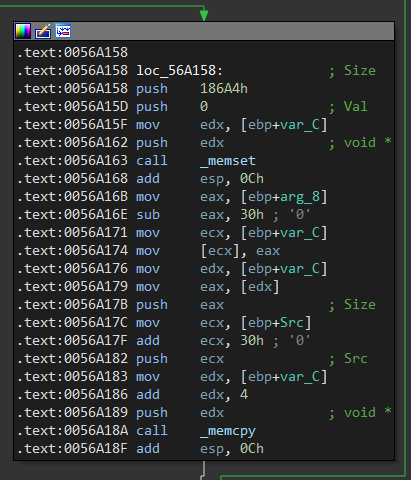 .text:0056A158
.text:0056A158 loc_56A158: ; Size
.text:0056A158 push 186A4h
.text:0056A15D push 0 ; Val
.text:0056A15F mov edx, [ebp+var_C]
.text:0056A162 push edx ; void *
.text:0056A163 call _memset
.text:0056A168 add esp, 0Ch
.text:0056A16B mov eax, [ebp+arg_8]
.text:0056A16E sub eax, 30h ; '0'
.text:0056A171 mov ecx, [ebp+var_C]
.text:0056A174 mov [ecx], eax
.text:0056A176 mov edx, [ebp+var_C]
.text:0056A179 mov eax, [edx]
.text:0056A17B push eax ; Size
.text:0056A17C mov ecx, [ebp+Src]
.text:0056A17F add ecx, 30h ; '0'
.text:0056A182 push ecx ; Src
.text:0056A183 mov edx, [ebp+var_C]
.text:0056A186 add edx, 4
.text:0056A189 push edx ; void *
.text:0056A18A call _memcpy
.text:0056A18F add esp, 0Ch